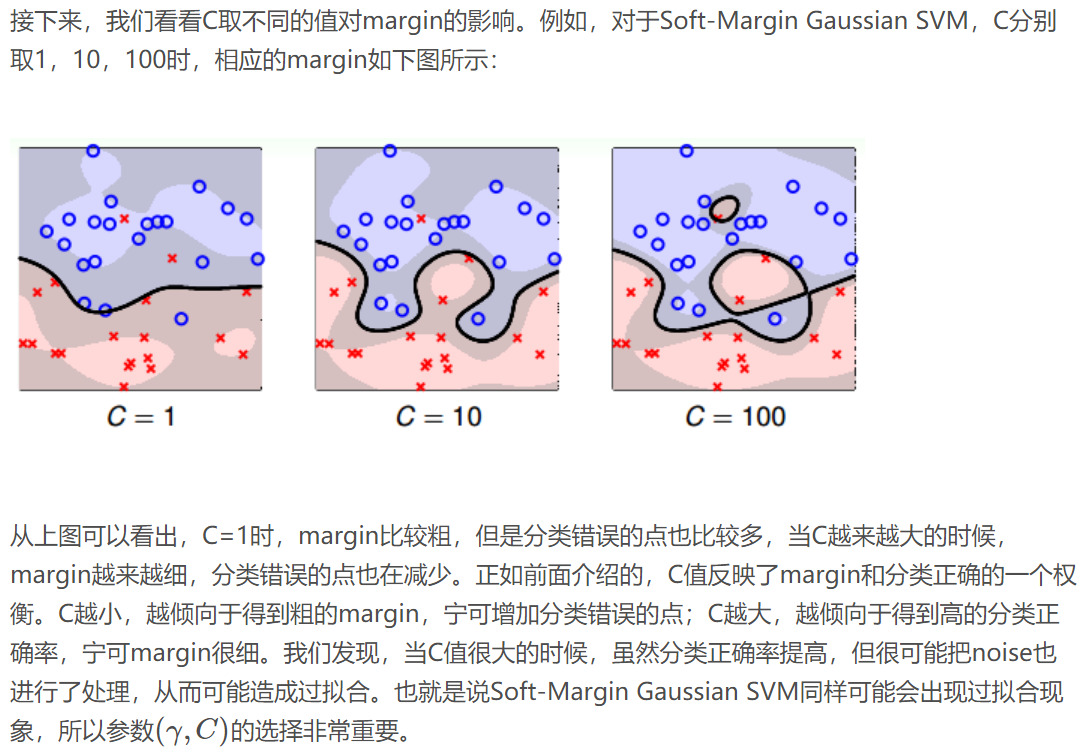 接下来，我们看看C取不同的值对margin的影响。例如，对于Soft-Margin Gaussian SVM，C分别
取1，10，100时，相应的margin如下图所示：
C = 1
C = 10
C = 100
从上图可以看出，C=1时，margin比较粗，但是分类错误的点也比较多，当C越来越大的时候，
margin越来越细，分类错误的点也在减少。正如前面介绍的，C值反映了margin和分类正确的一个权
衡。C越小，越倾向于得到粗的margin，宁可增加分类错误的点；C越大，越倾向于得到高的分类正
确率，宁可margin很细。我们发现，当C值很大的时候，虽然分类正确率提高，但很可能把noise也
进行了处理，从而可能造成过拟合。也就是说Soft-Margin Gaussian SVM同样可能会出现过拟合现
象，所以参数(γ, C)的选择非常重要。